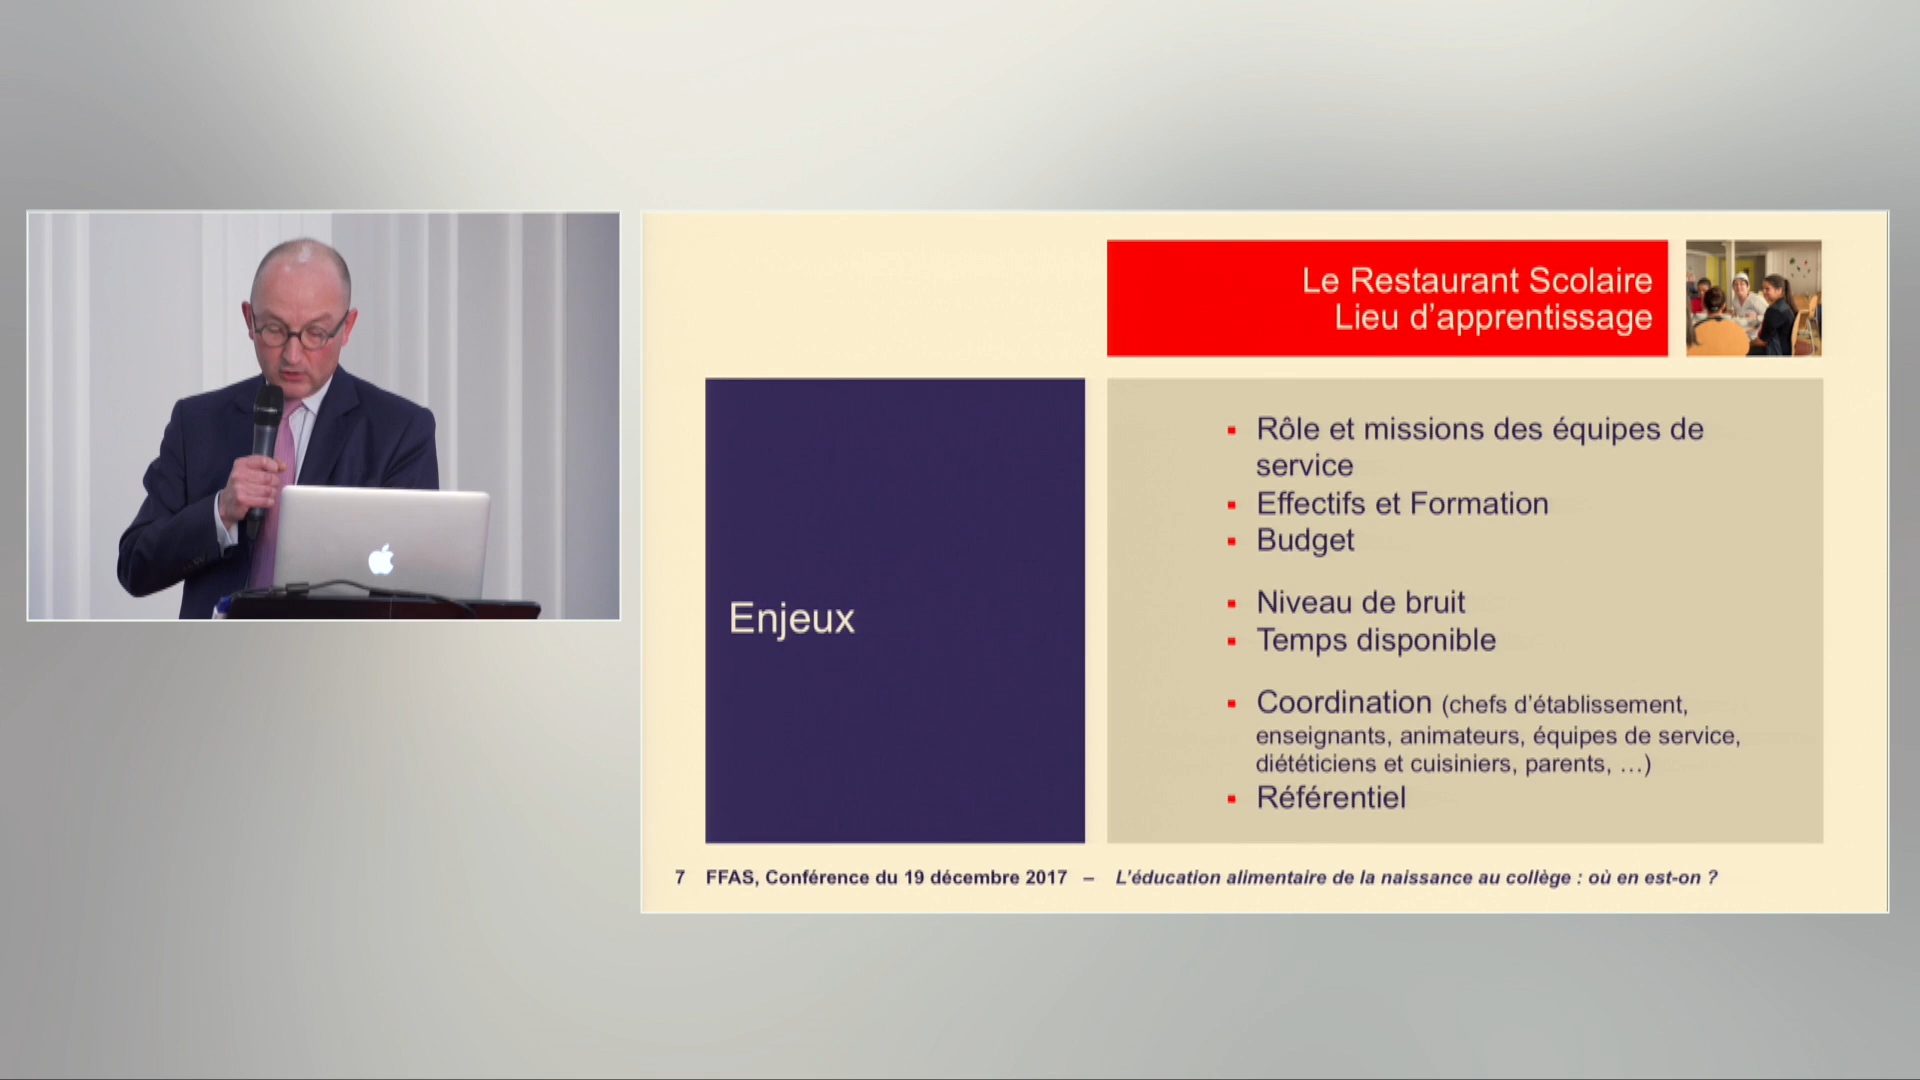 Le Restaurant Scolaire
Lieu d'apprentissage
Enjeux
Rôle et missions des équipes de
service
Effectifs et Formation
Budget
Niveau de bruit
Temps disponible
Coordination (chefs d'établissement,
enseignants, animateurs, équipes de service,
diététiciens et cuisiniers, parents, …)
Référentiel
7 FFAS, Conférence du 19 décembre 2017 – L'éducation alimentaire de la naissance au collège : où en est-on ?